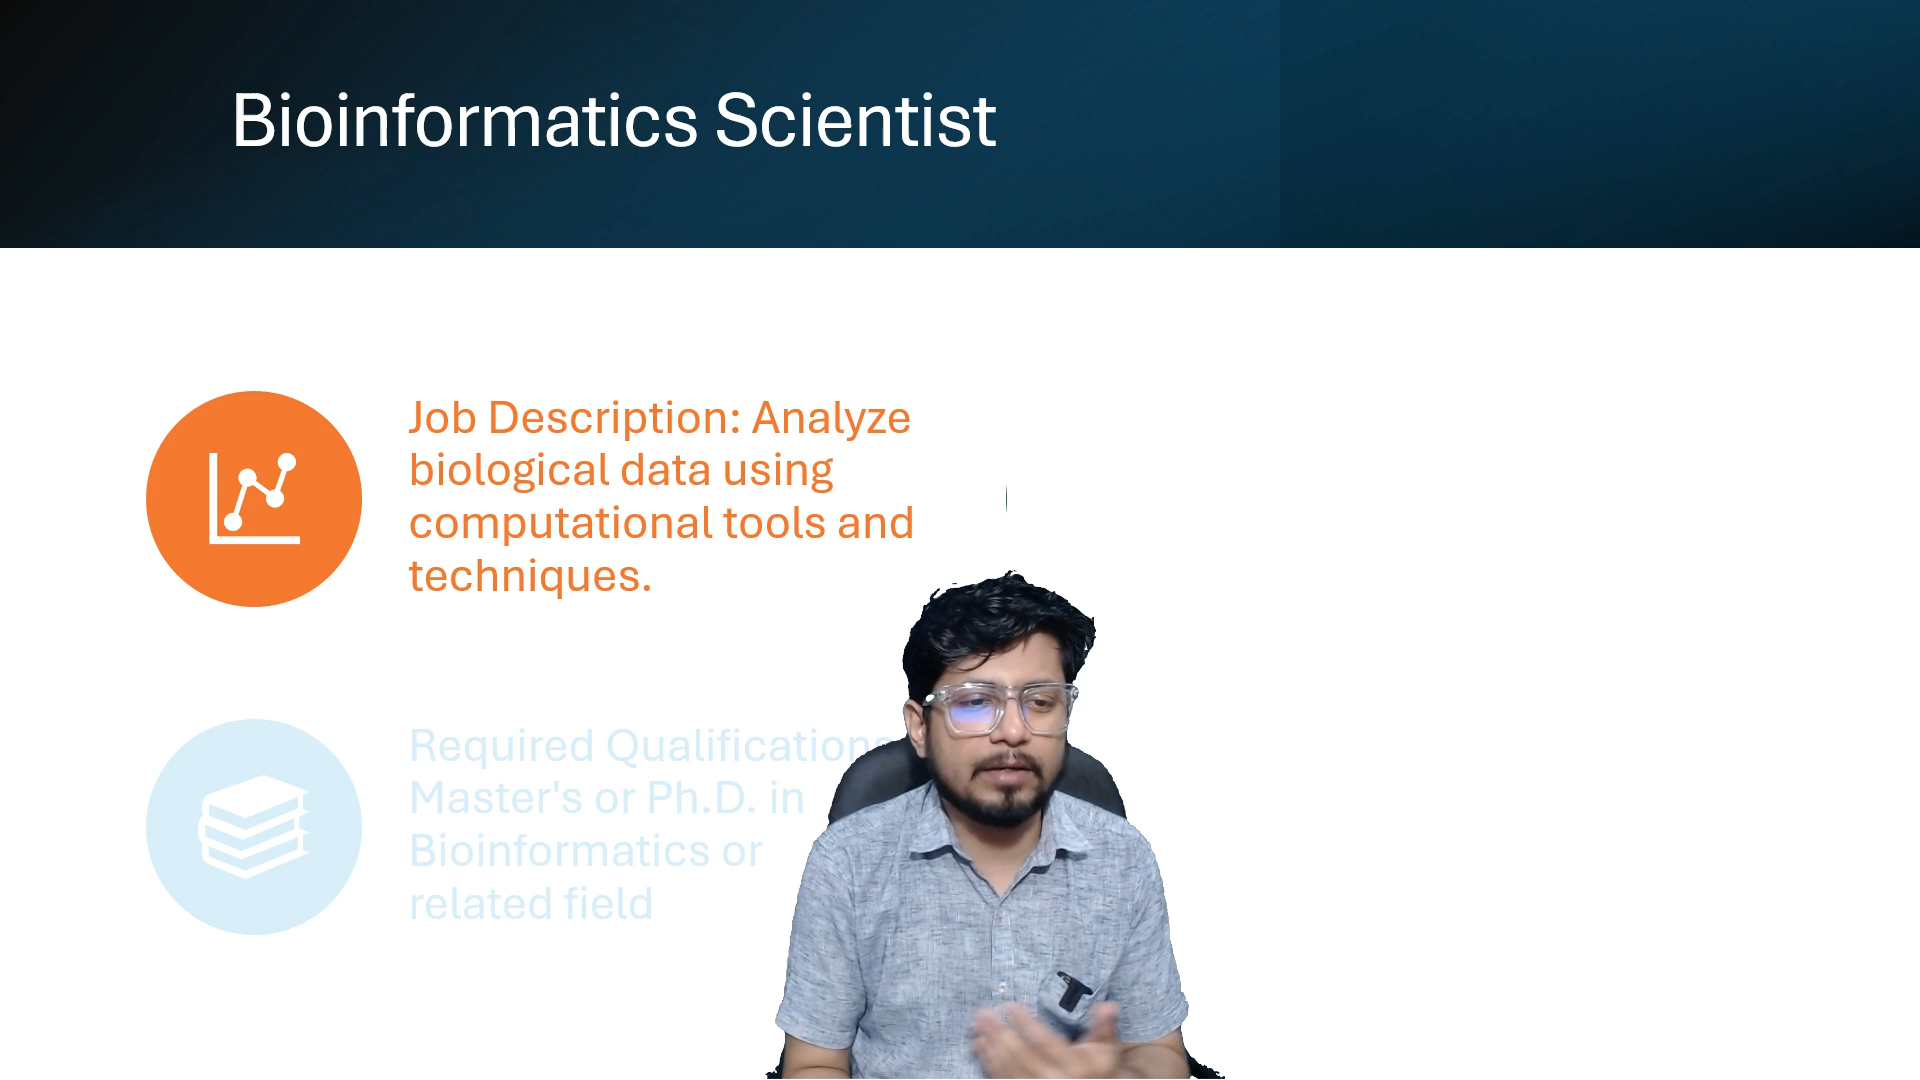 Bioinformatics Scientist
Job Description: Analyze
biological data using
computational tools and
techniques.
Required Qualifications
Master's or Ph.D. in
Bioinformatics or
related field